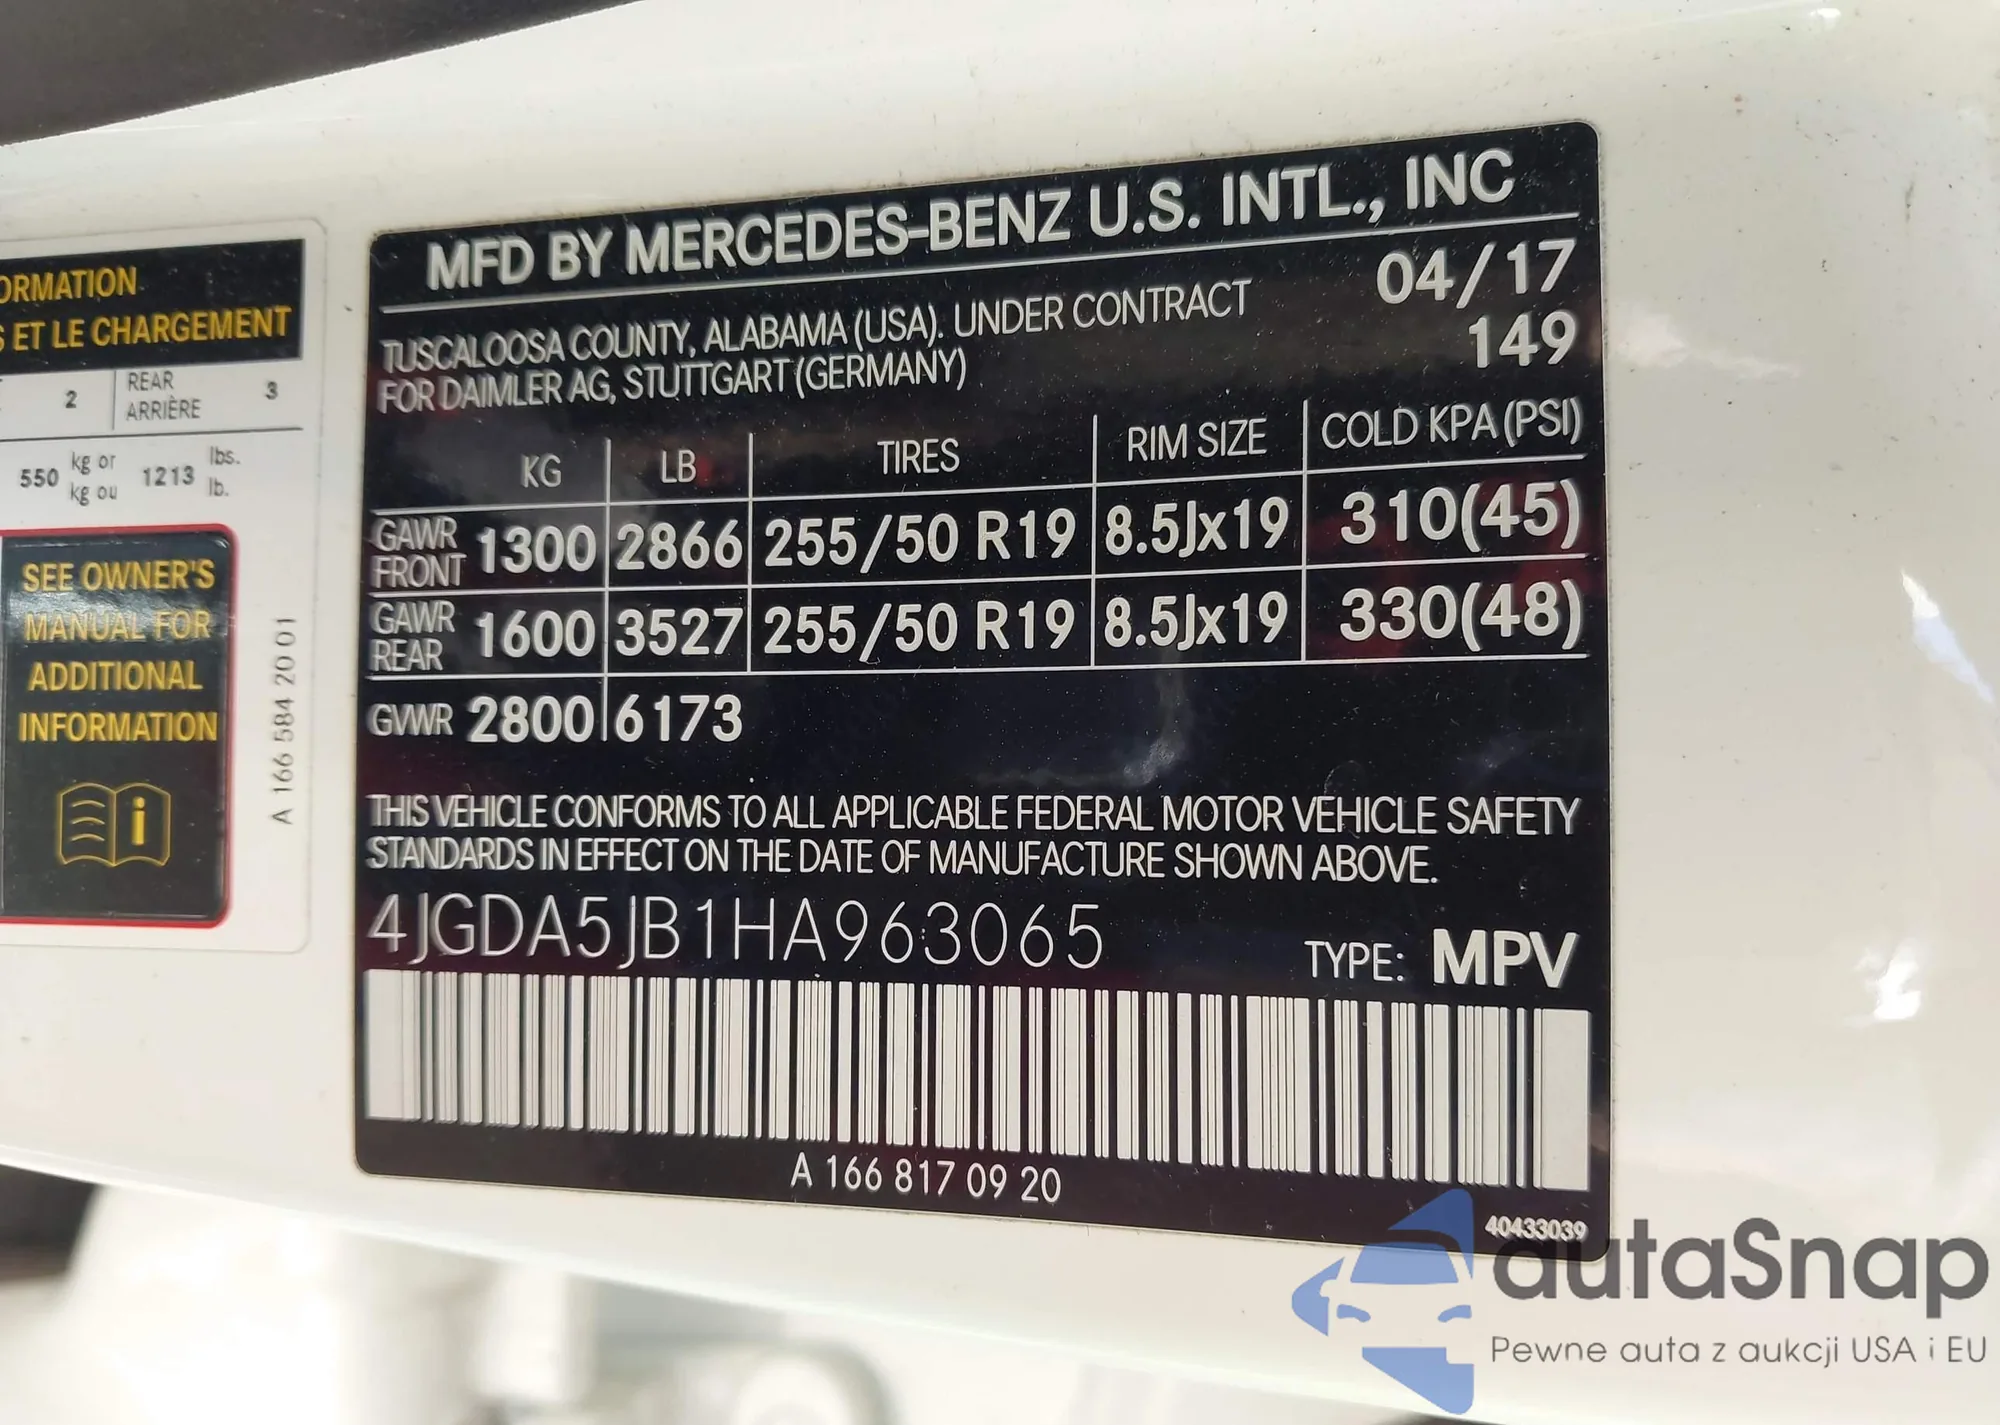 ORMATION
S ET LE CHARGEMENT
2 REAR ARRIÈRE 3
550 kg or kg ou 1213 lbs. lb.
SEE OWNER'S
MANUAL FOR
ADDITIONAL
INFORMATION
i
A 166 584 20 01
MFD BY MERCEDES-BENZ U.S. INTL., INC
04/17
TUSCALOOSA COUNTY, ALABAMA (USA). UNDER CONTRACT
FOR DAIMLER AG, STUTTGART (GERMANY)
149
KG LB TIRES RIM SIZE COLD KPA (PSI)
GAWR FRONT 1300 2866 255/50 R19 8.5Jx19 310(45)
GAWR REAR 1600 3527 255/50 R19 8.5Jx19 330(48)
GVWR 2800 6173
THIS VEHICLE CONFORMS TO ALL APPLICABLE FEDERAL MOTOR VEHICLE SAFETY
STANDARDS IN EFFECT ON THE DATE OF MANUFACTURE SHOWN ABOVE.
4JGDA5JB1HA963065 TYPE: MPV
A 166 817 09 20
40433039
autaSnap
Pewne auta z aukcji USA i EU